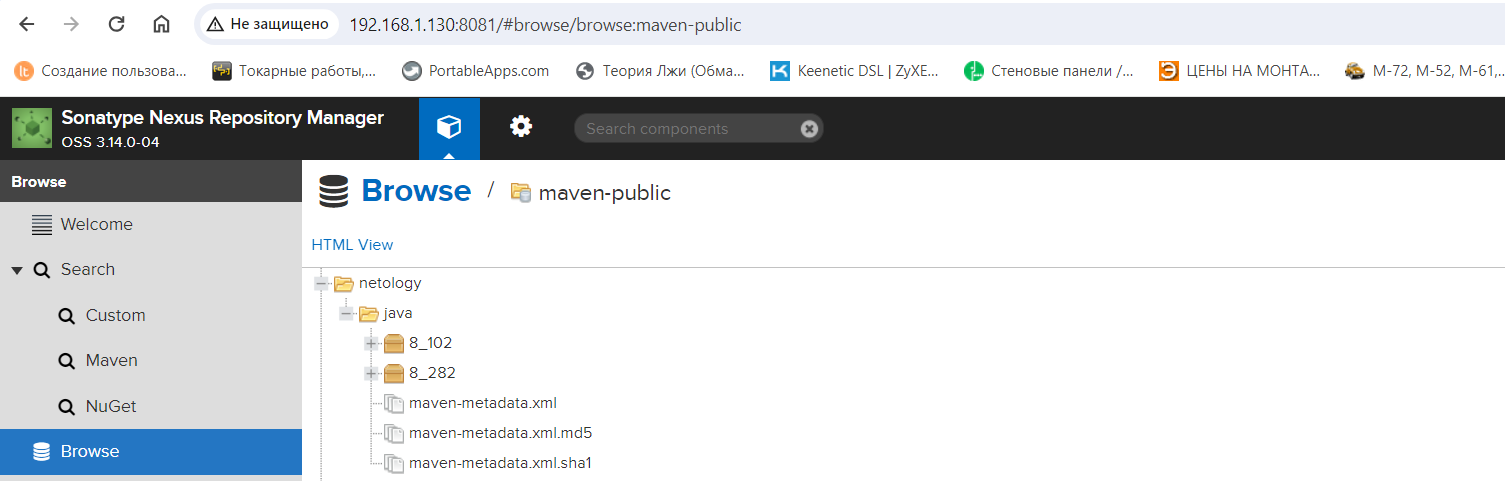 Не защищено 192.168.1.130:8081/#browse/browse:maven-public
Создание пользова... Токарные работы,... PortableApps.com Теория Лжи (Обма... Keenetic DSL | ZyXE... Стеновые панели /... ЦЕНЫ НА МОНТА... М-72, М-52, М-61,...
Sonatype Nexus Repository Manager
OSS 3.14.0-04
Search components
Browse
Browse / maven-public
Welcome
HTML View
Search
netology
java
Custom
8_102
Maven
8_282
NuGet
maven-metadata.xml
maven-metadata.xml.md5
Browse
maven-metadata.xml.sha1